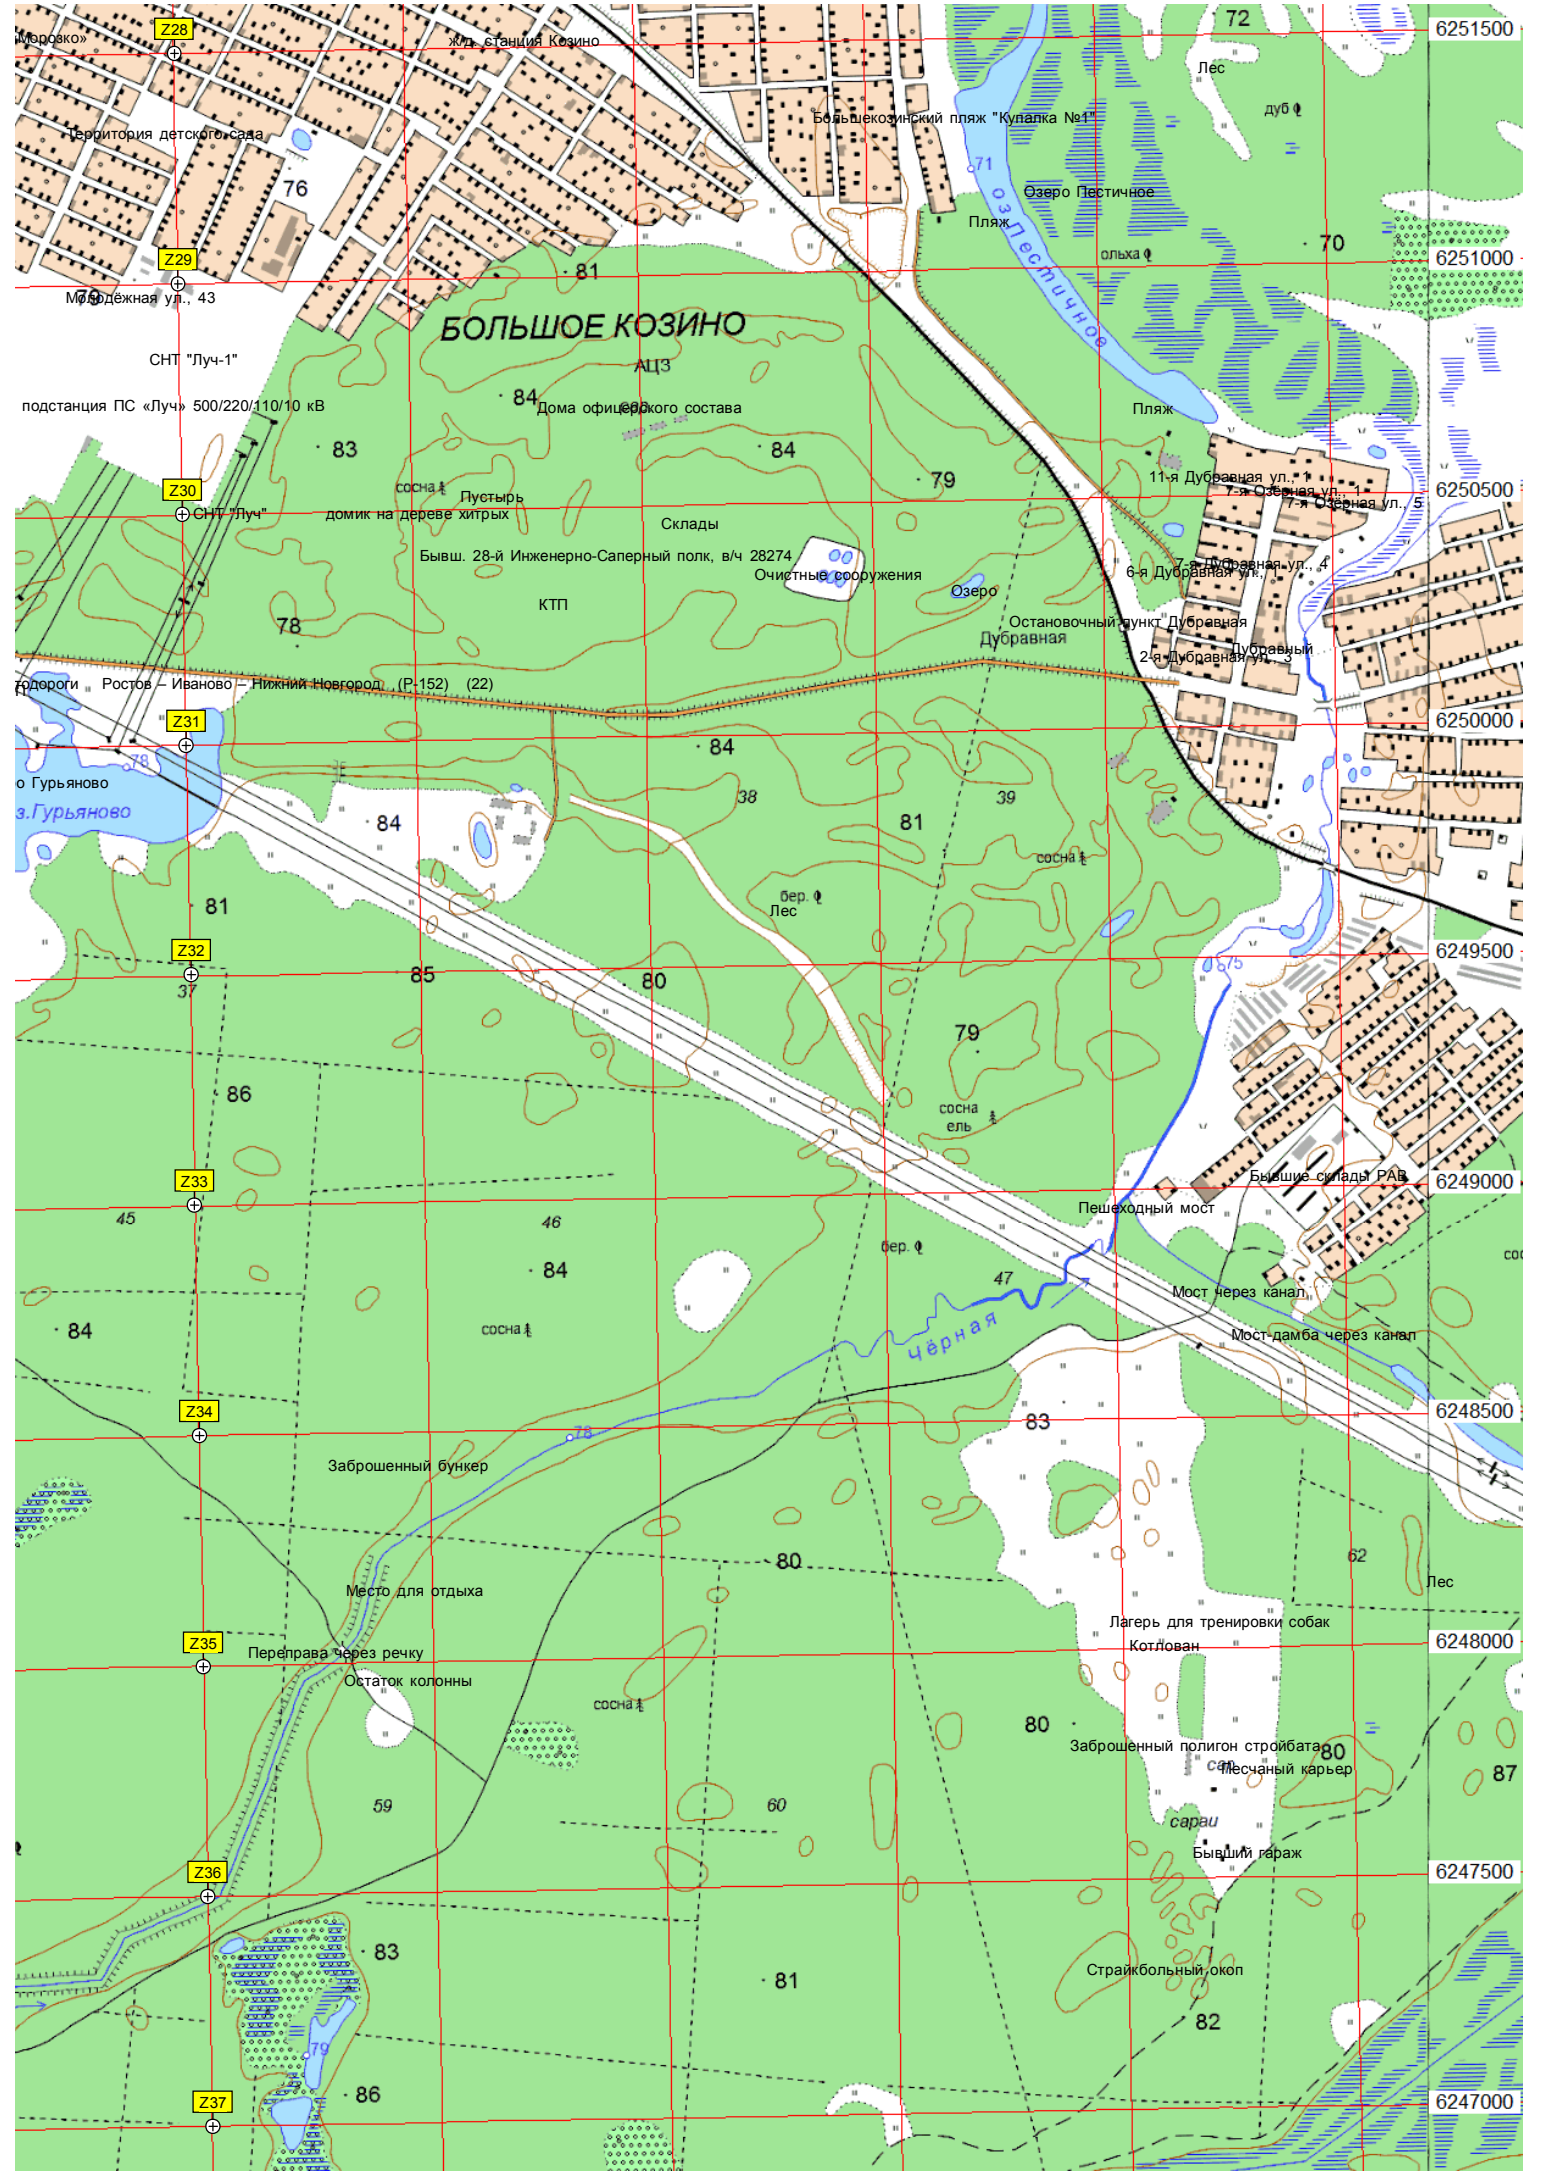 Z28
72
6251500
Морозко»
ж/д. станция Козино
Лес
дуб
Большекозинский пляж "Купалка №1"
Территория детского сада
71
76
Озеро Пестичное
Пляж
оз.Пестичное
70
ольха
Z29
6251000
81
79
Молодёжная ул., 43
БОЛЬШОЕ КОЗИНО
СНТ "Луч-1"
АЦЗ
84
подстанция ПС «Луч» 500/220/110/10 кВ
Дома офицерского состава
Пляж
83
84
79
11-я Дубравная ул., 1
Z30
сосна
Пустырь
7-я Озёрная ул., 1
6250500
7-я Озёрная ул., 5
СНТ "Луч"
домик на дереве хитрых
Склады
Бывш. 28-й Инженерно-Саперный полк, в/ч 28274
Очистные сооружения
7-я Дубравная ул., 4
6-я Дубравная ул., 1
Озеро
КТП
78
Остановочный пункт Дубравная
Дубравная
Дубравный
2-я Дубравная ул., 3
тодороги Ростов – Иваново – Нижний Новгород (Р-152) (22)
Z31
6250000
84
78
о Гурьяново
38
39
з.Гурьяново
84
81
сосна
бер.
Лес
81
Z32
6249500
75
85
80
37
79
86
сосна
ель
Z33
Бывшие склады РАВ
6249000
45
46
Пешеходный мост
бер.
84
47
соо
Мост через канал
84
сосна
Чёрная
Мост-дамба через канал
Z34
6248500
83
78
Заброшенный бункер
80
62
Место для отдыха
Лес
Лагерь для тренировки собак
Z35
6248000
Котлован
Переправа через речку
Остаток колонны
сосна
80
Заброшенный полигон стройбата
80
сар.
Песчаный карьер
87
59
60
сараи
Бывший гараж
Z36
6247500
83
81
Страйкбольный окоп
82
79
86
Z37
6247000